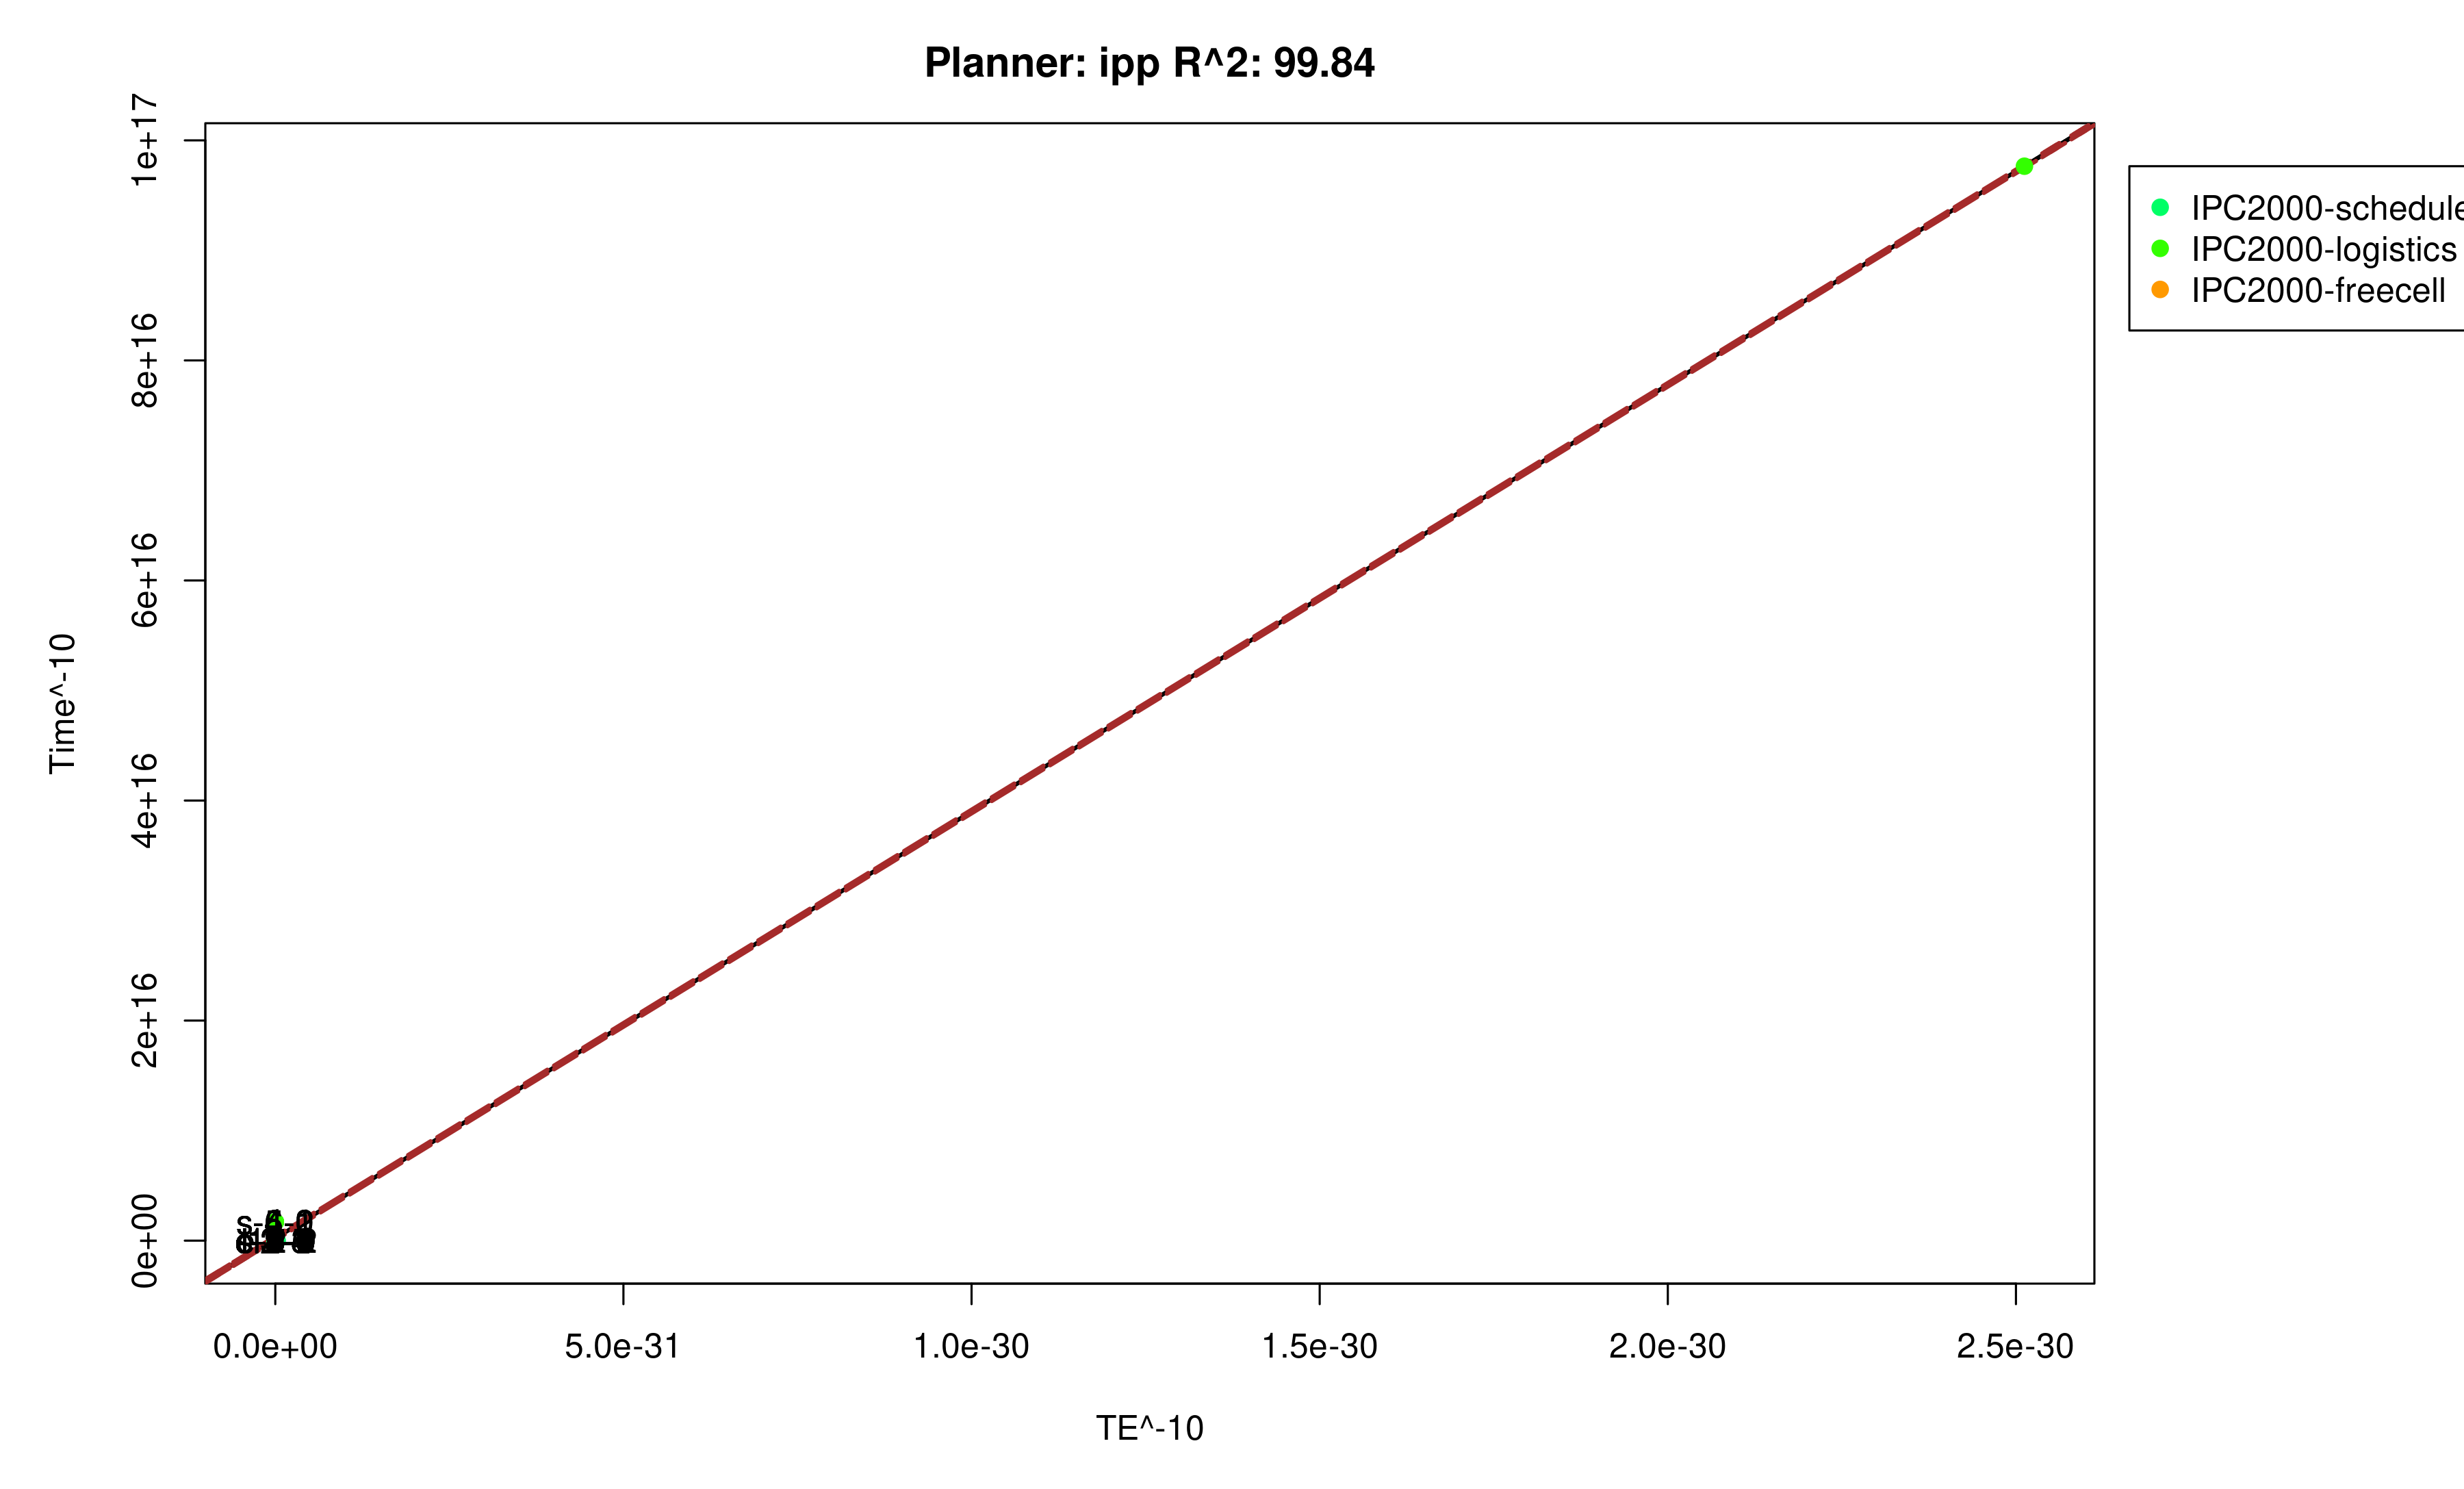 Planner: ipp R^2: 99.84
1e+17
8e+16
6e+16
4e+16
2e+16
0e+00
Time^-10
0.0e+00
5.0e-31
1.0e-30
1.5e-30
2.0e-30
2.5e-30
TE^-10
IPC2000-schedule
IPC2000-logistics
IPC2000-freecell